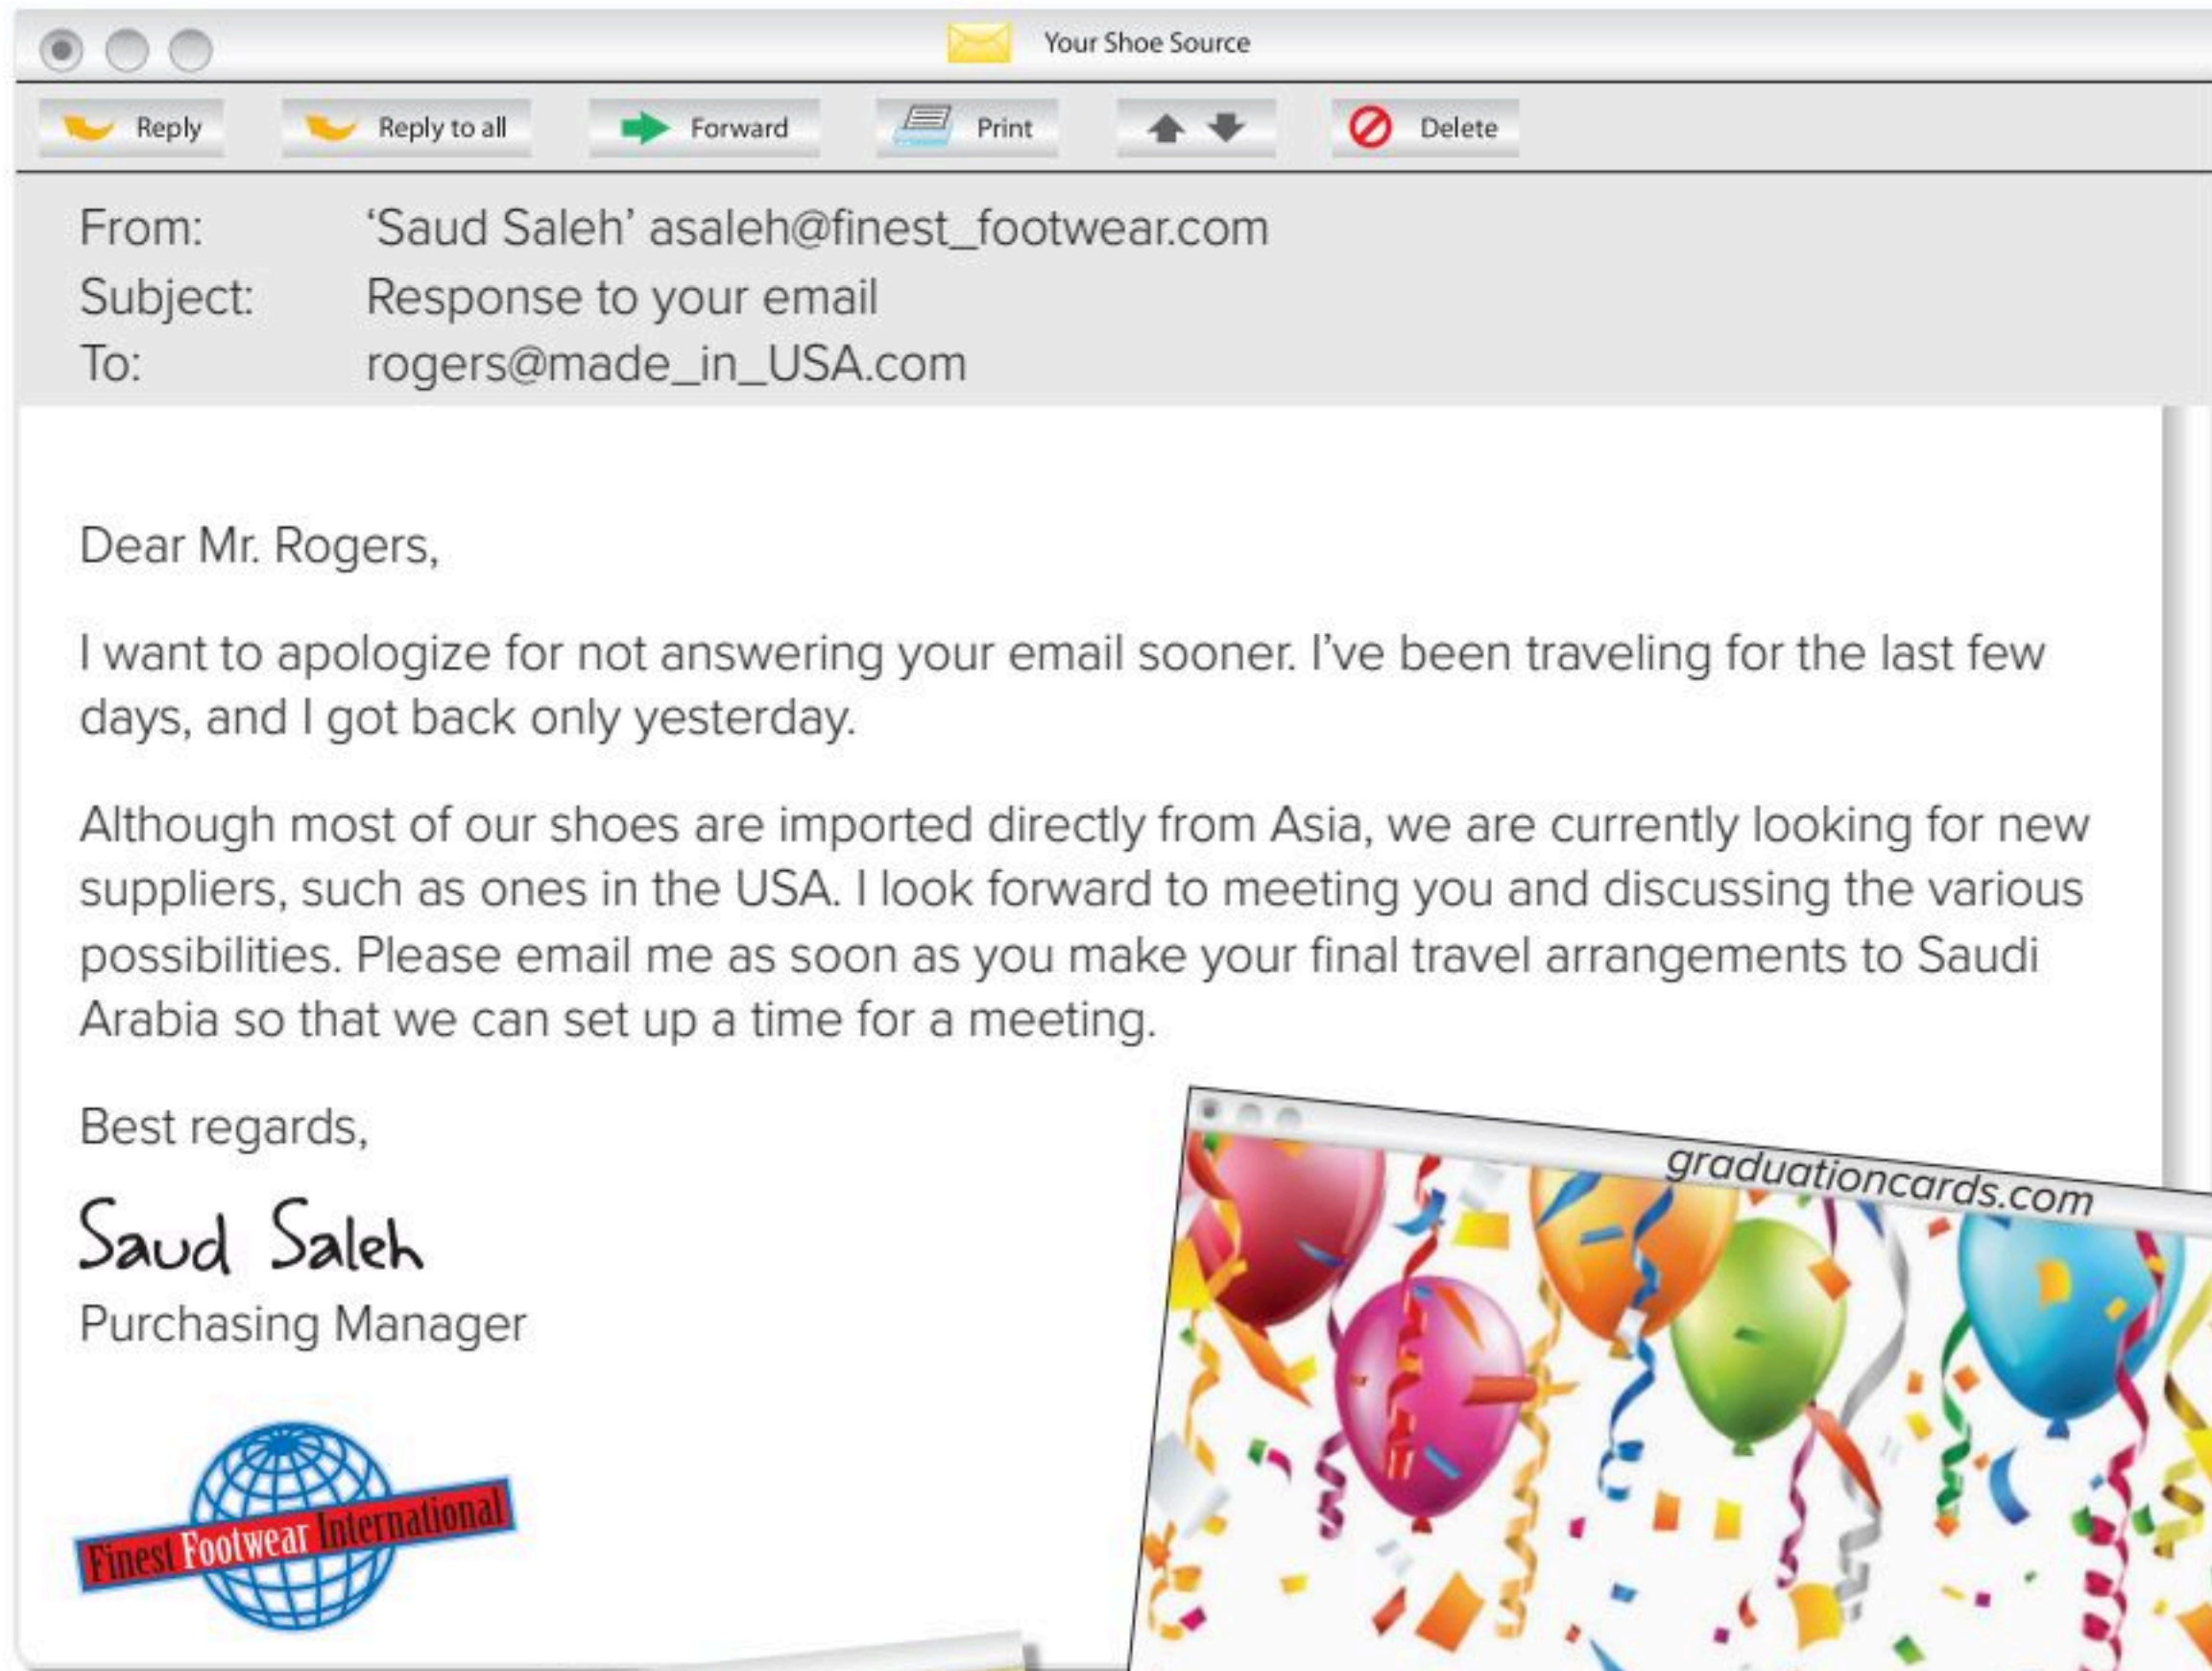 Your Shoe Source
Reply Reply to all Forward Print Delete
From: ‘Saud Saleh’ asaleh@finest_footwear.com
Subject: Response to your email
To: rogers@made_in_USA.com
Dear Mr. Rogers,
I want to apologize for not answering your email sooner. I’ve been traveling for the last few
days, and I got back only yesterday.
Although most of our shoes are imported directly from Asia, we are currently looking for new
suppliers, such as ones in the USA. I look forward to meeting you and discussing the various
possibilities. Please email me as soon as you make your final travel arrangements to Saudi
Arabia so that we can set up a time for a meeting.
Best regards,
Saud Saleh
Purchasing Manager
Finest Footwear International
graduationcards.com